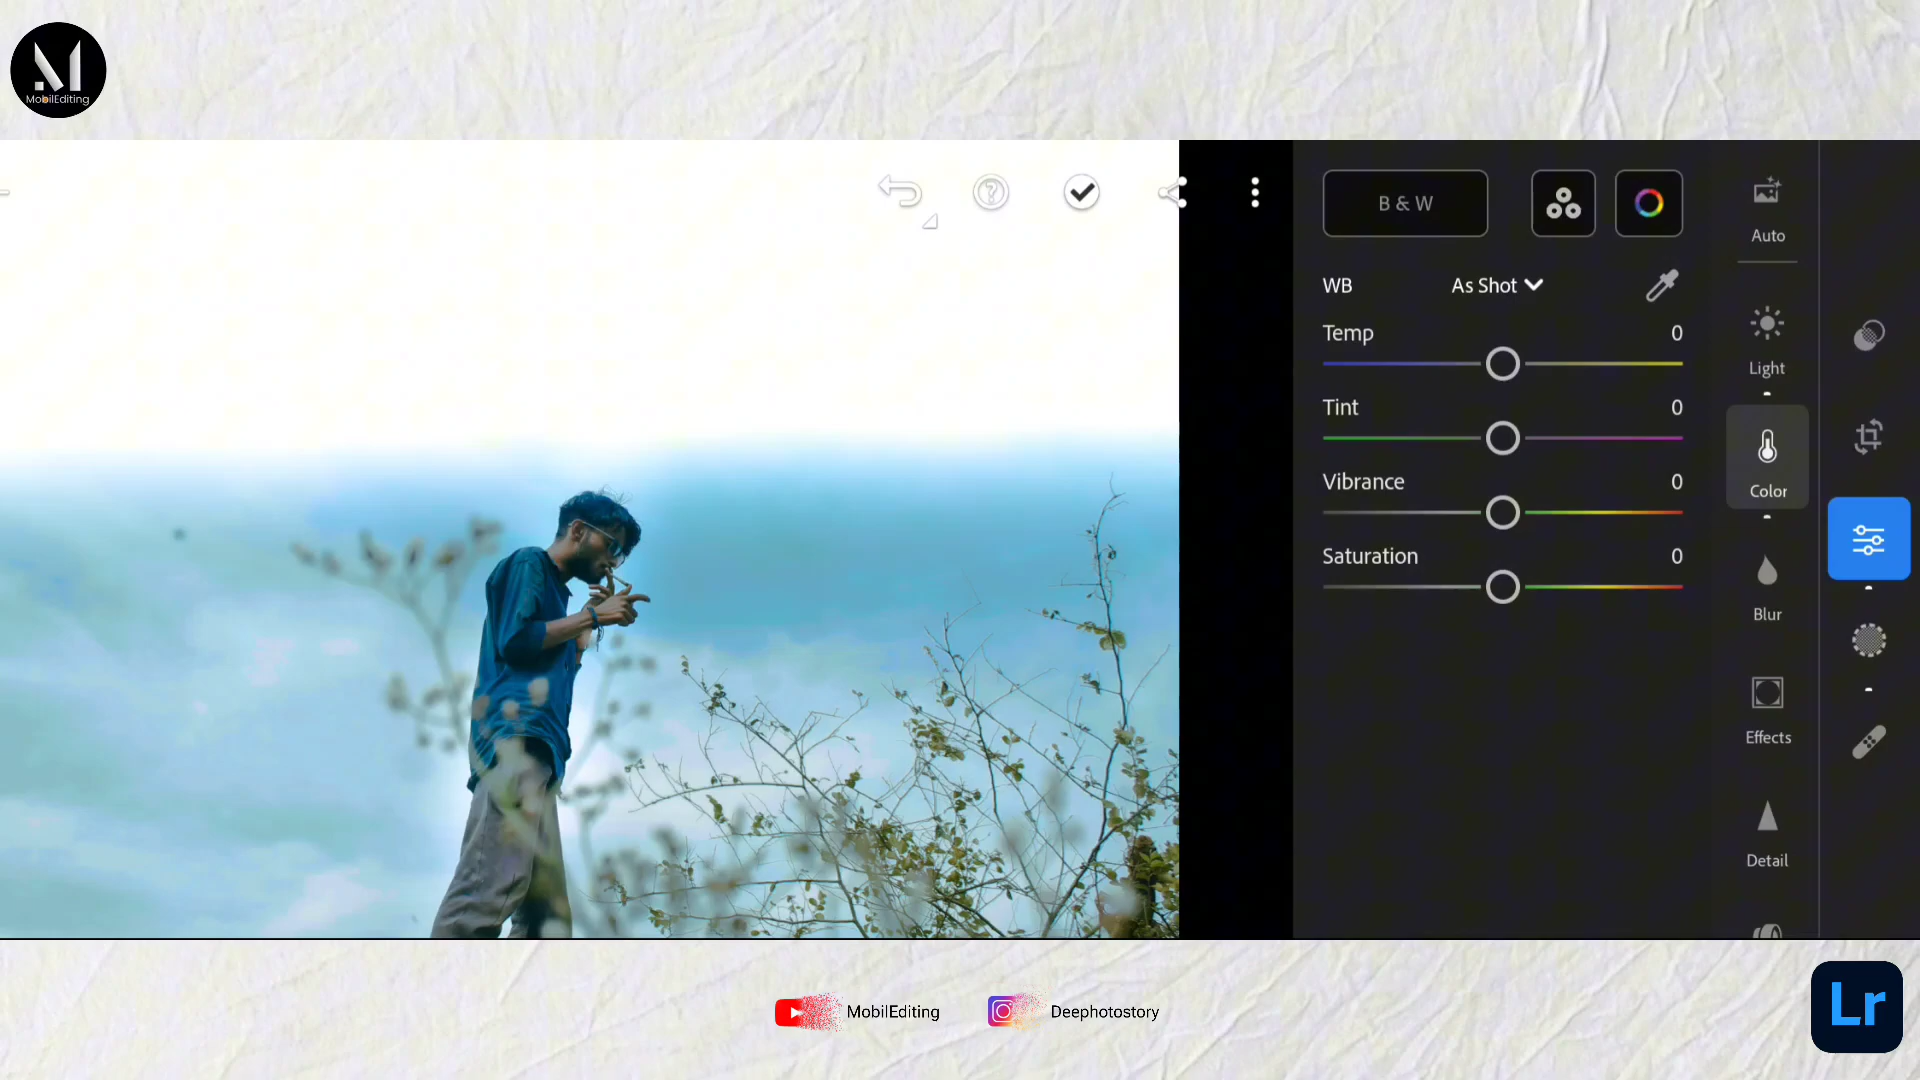 MobilEditing
B & W
Auto
WB
As Shot
Temp
0
Light
Tint
0
Color
Vibrance
0
Saturation
0
Blur
Effects
Detail
MobilEditing
Deephotostory
Lr